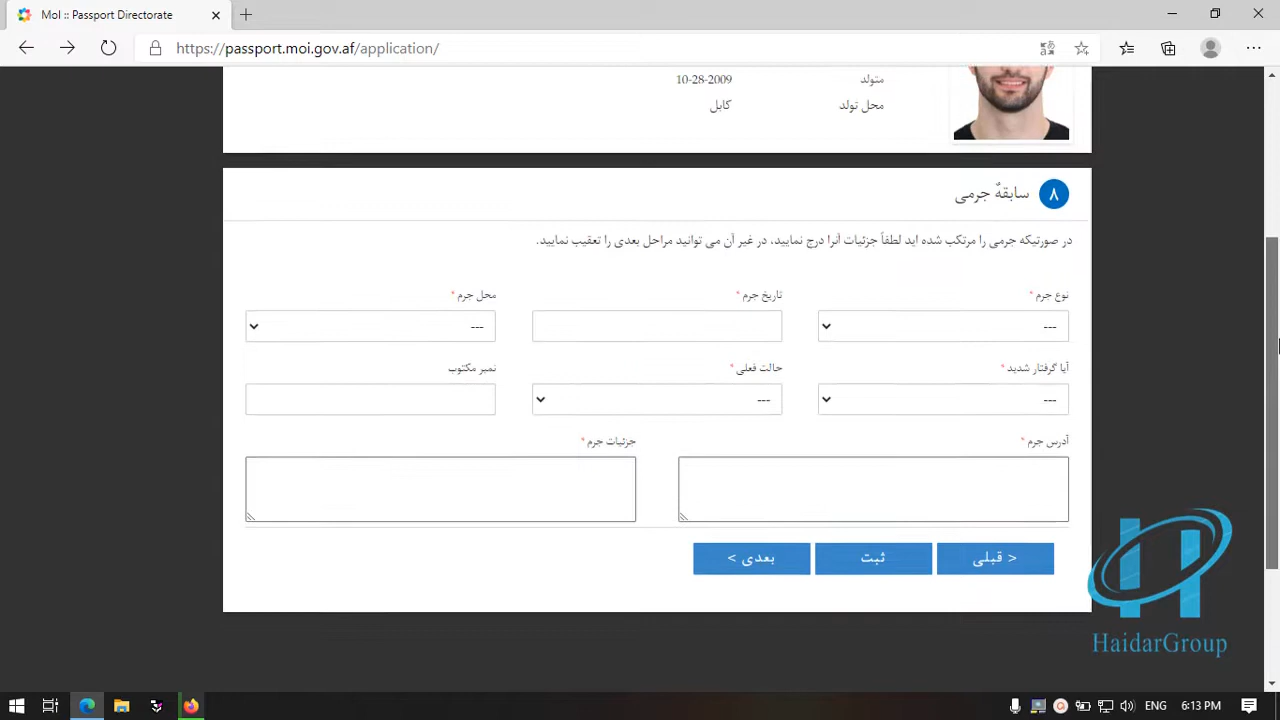 MoI :: Passport Directorate
https://passport.moi.gov.af/application/
متولد 10-28-2009
محل تولد کابل
۸ سابقهٔ جرمی
در صورتیکه جرمی را مرتکب شده اید لطفاً جزئیات آنرا درج نمایید، در غیر آن می توانید مراحل بعدی را تعقیب نمایید.
نوع جرم * تاریخ جرم * محل جرم *
--- ---
آیا گرفتار شدید * حالت فعلی * نمبر مکتوب
--- ---
آدرس جرم * جزئیات جرم *
< قبلی ثبت بعدی >
HaidarGroup
ENG 6:13 PM